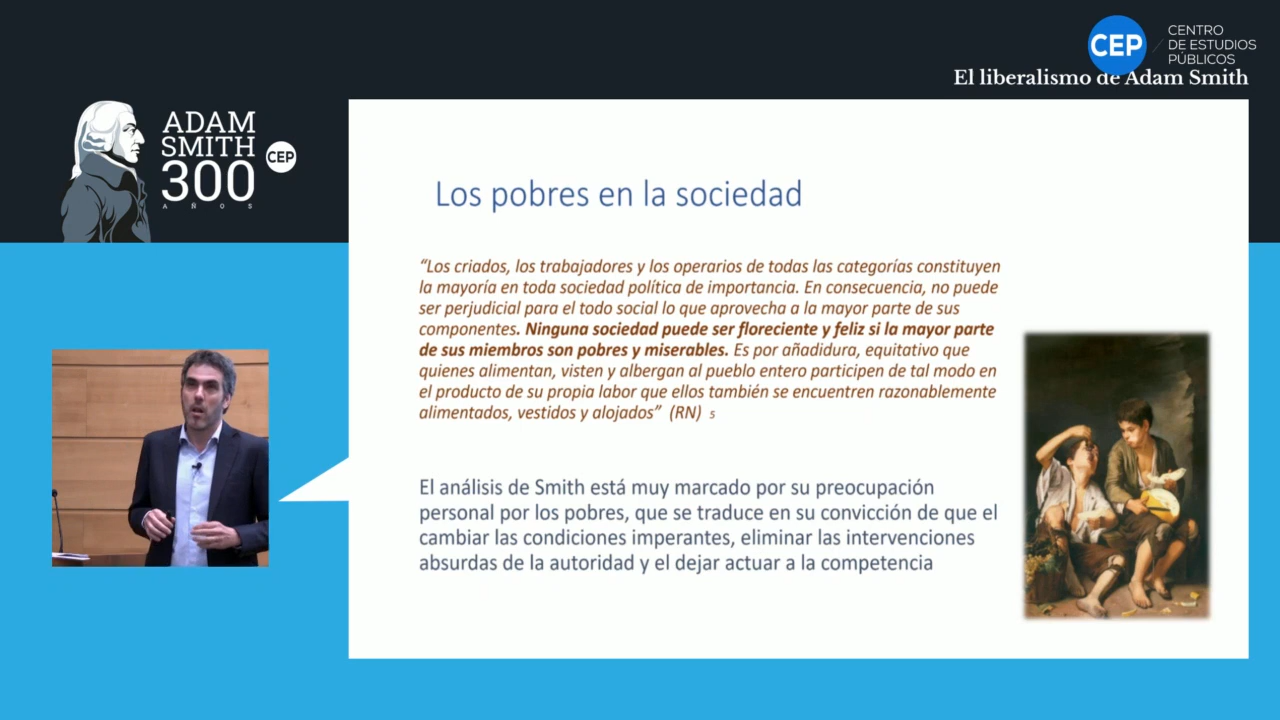 CEP
CENTRO
DE ESTUDIOS
PÚBLICOS
El liberalismo de Adam Smith
ADAM
SMITH
300
AÑOS
CEP
Los pobres en la sociedad
“Los criados, los trabajadores y los operarios de todas las categorías constituyen
la mayoría en toda sociedad política de importancia. En consecuencia, no puede
ser perjudicial para el todo social lo que aprovecha a la mayor parte de sus
componentes. Ninguna sociedad puede ser floreciente y feliz si la mayor parte
de sus miembros son pobres y miserables. Es por añadidura, equitativo que
quienes alimentan, visten y albergan al pueblo entero participen de tal modo en
el producto de su propia labor que ellos también se encuentren razonablemente
alimentados, vestidos y alojados” (RN) 5
El análisis de Smith está muy marcado por su preocupación
personal por los pobres, que se traduce en su convicción de que el
cambiar las condiciones imperantes, eliminar las intervenciones
absurdas de la autoridad y el dejar actuar a la competencia